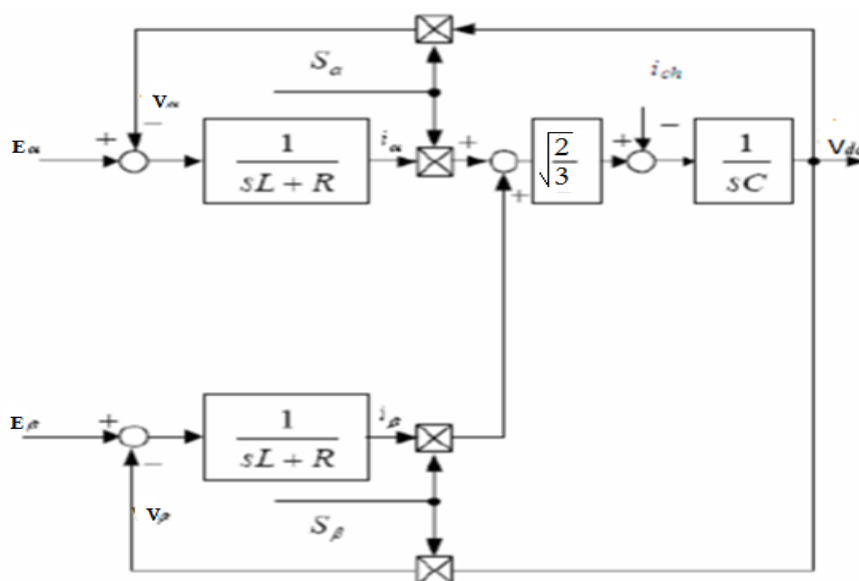 S_α
i_ch
V_α
−
E_α
+
1
sL + R
i_α
+
+
√(2/3)
+
−
1
sC
V_dc
E_β
+
1
sL + R
i_β
−
V_β
S_β